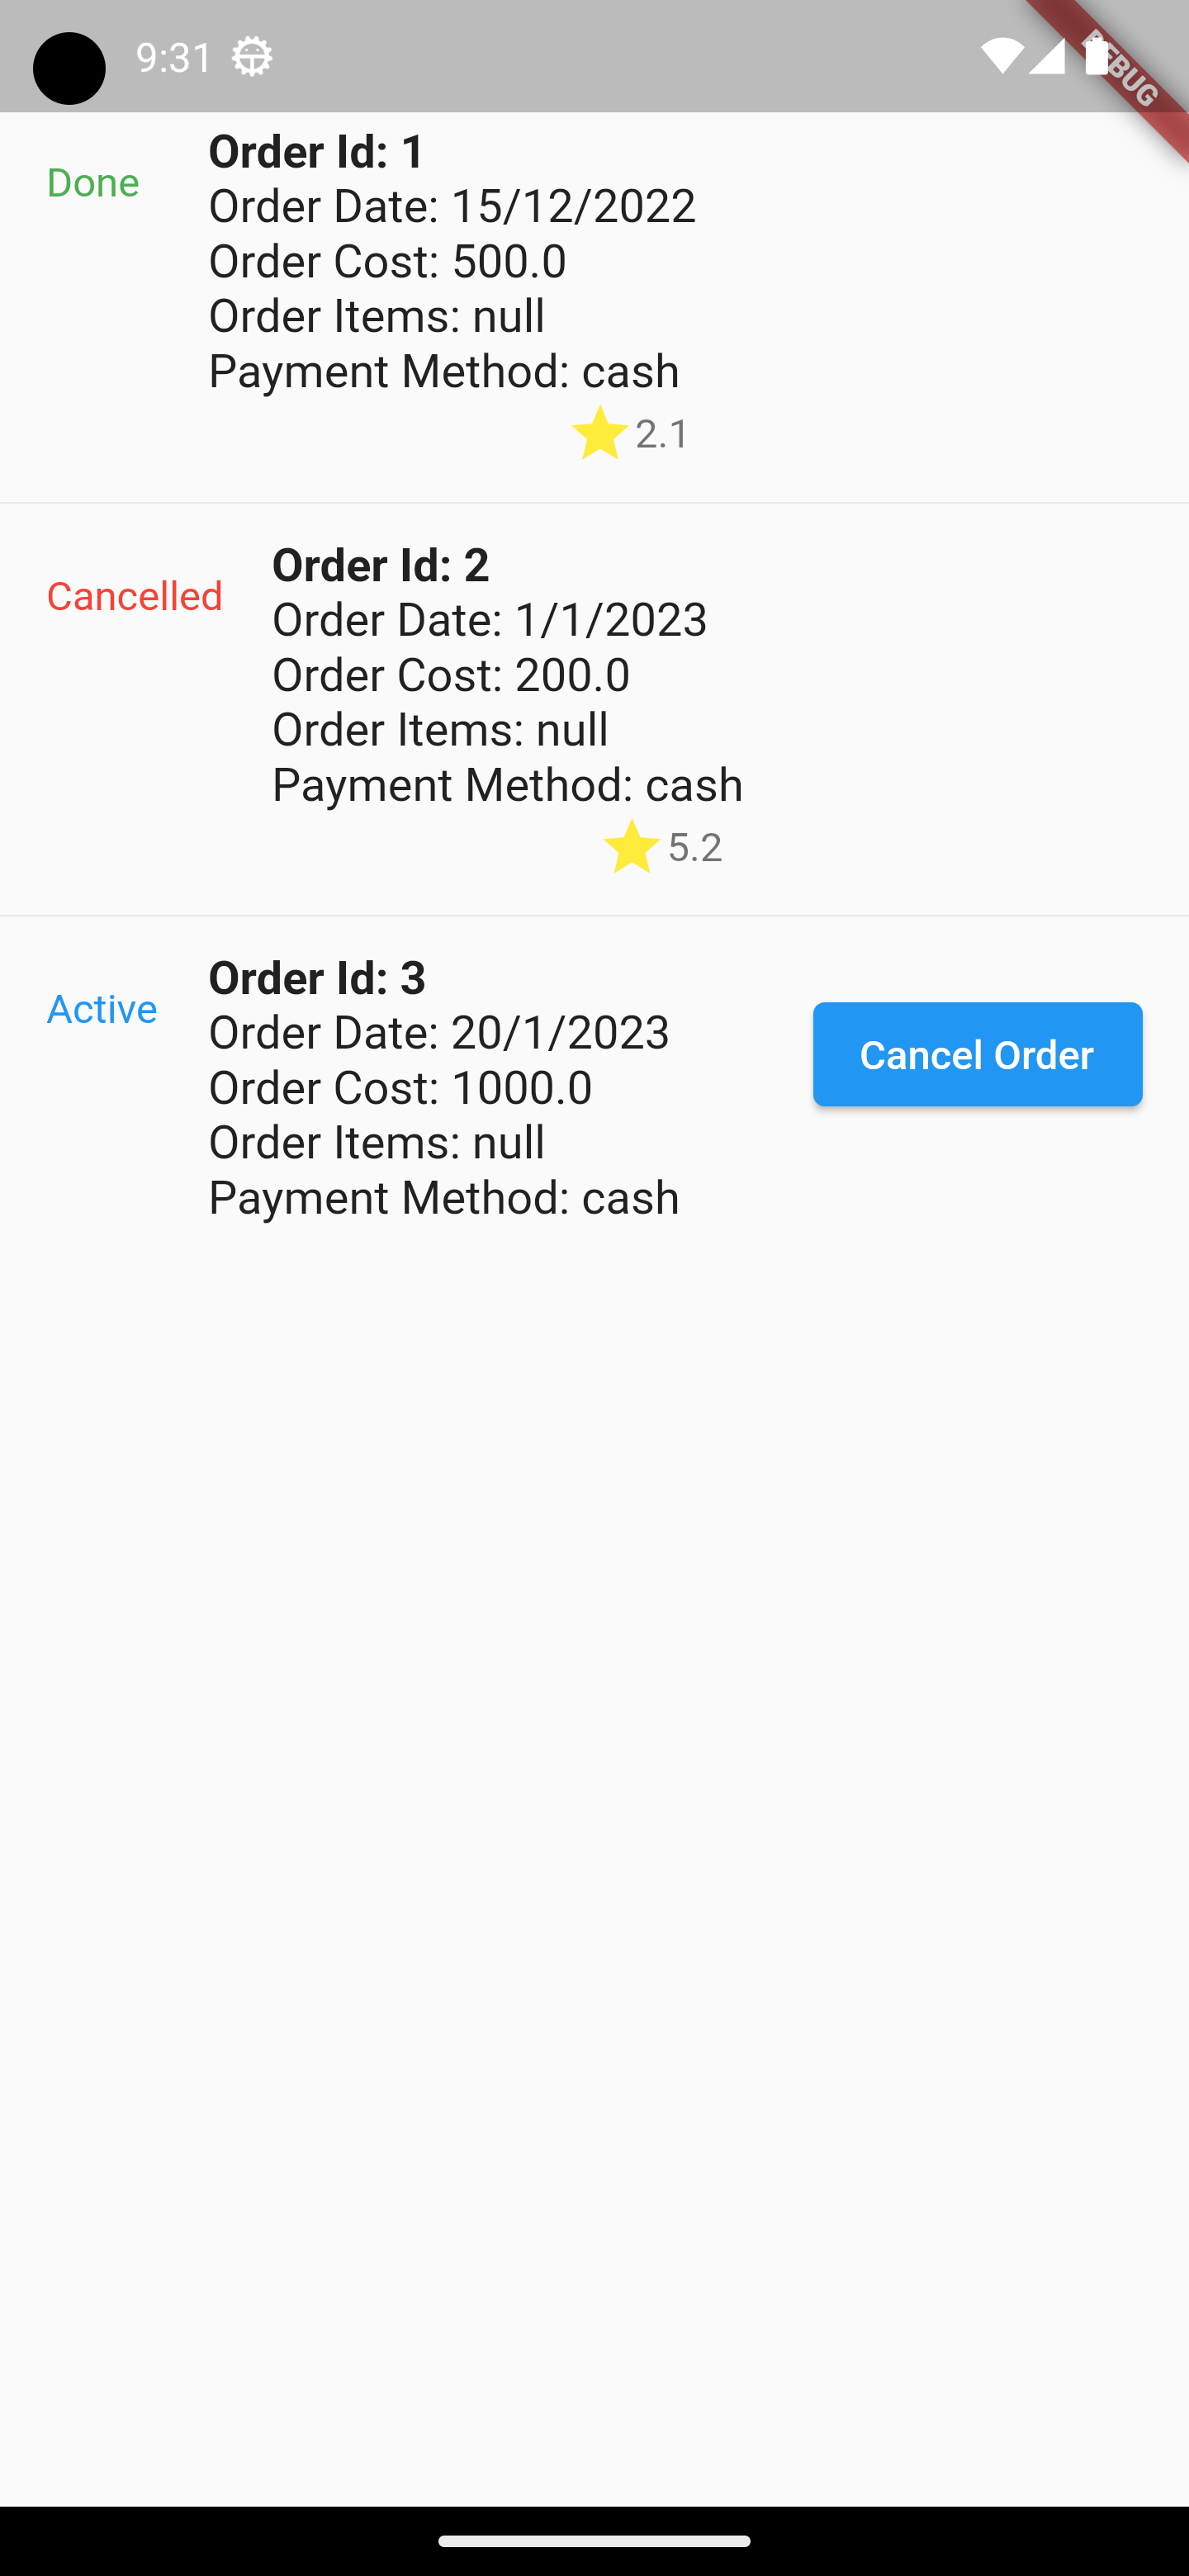 9:31
DEBUG
Done
Order Id: 1
Order Date: 15/12/2022
Order Cost: 500.0
Order Items: null
Payment Method: cash
2.1
Cancelled
Order Id: 2
Order Date: 1/1/2023
Order Cost: 200.0
Order Items: null
Payment Method: cash
5.2
Active
Order Id: 3
Order Date: 20/1/2023
Order Cost: 1000.0
Order Items: null
Payment Method: cash
Cancel Order